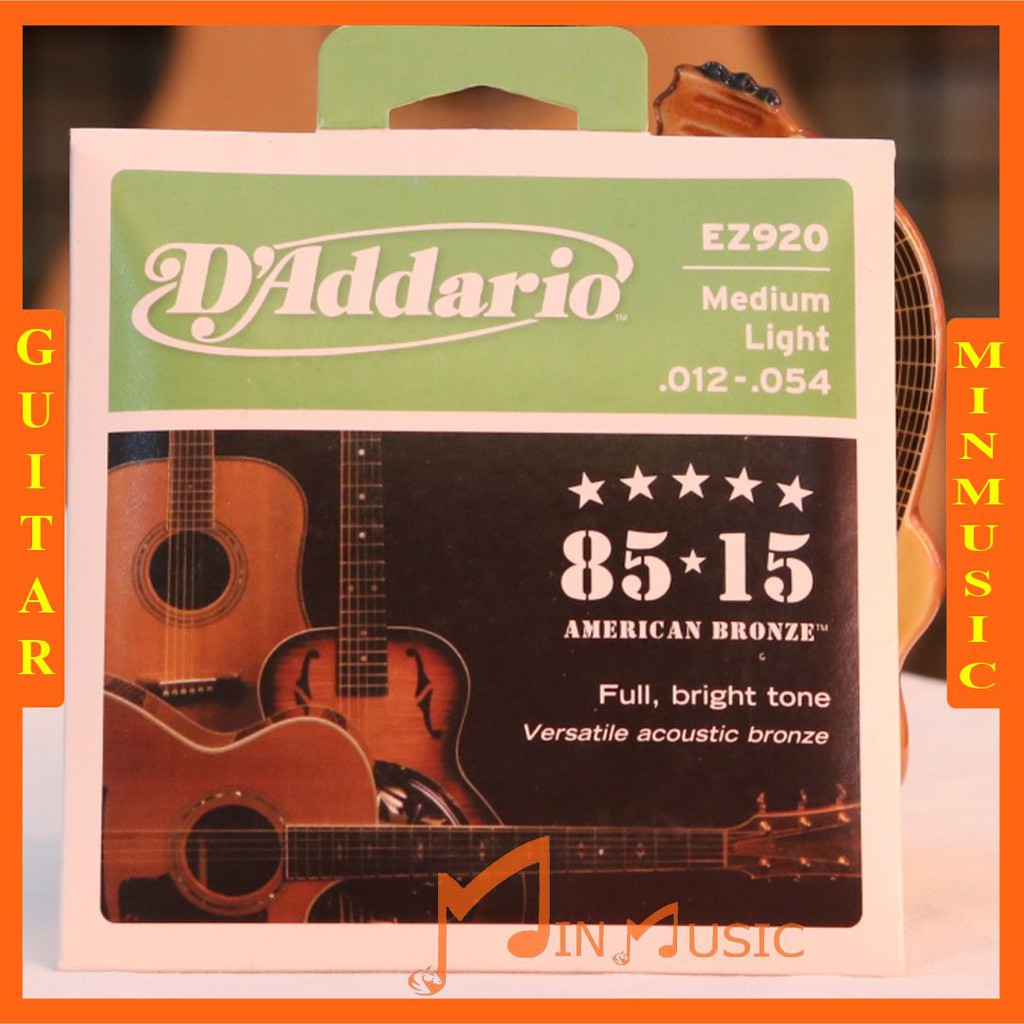 D'Addario™
EZ920
Medium
Light
.012-.054
GUITAR
MINMUSIC
85★15
AMERICAN BRONZE™
Full, bright tone
Versatile acoustic bronze
MIN MUSIC